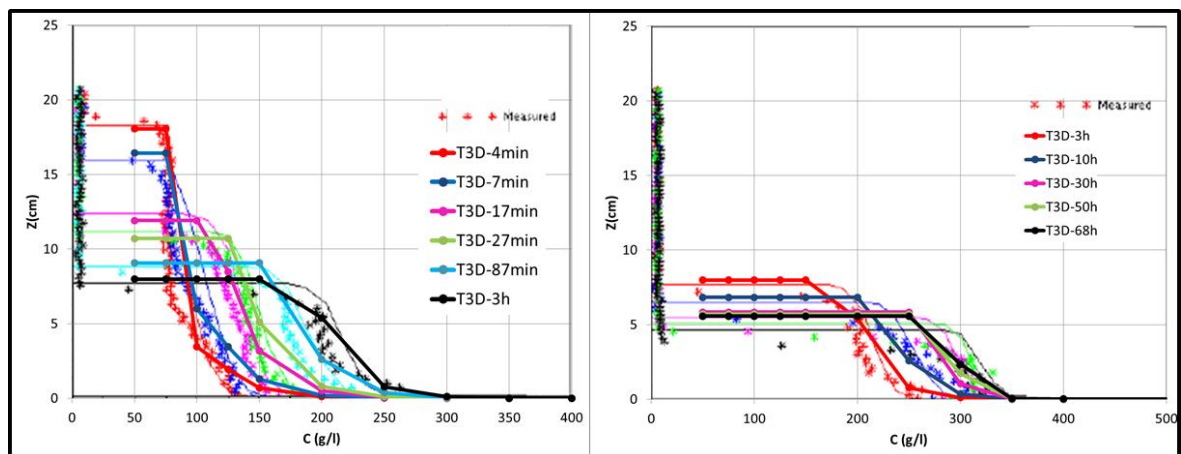 25
20
15
10
5
0
Z(cm)
0 50 100 150 200 250 300 350 400
C (g/l)
Measured
T3D-4min
T3D-7min
T3D-17min
T3D-27min
T3D-87min
T3D-3h
25
20
15
10
5
0
Z(cm)
0 100 200 300 400 500
C (g/l)
Measured
T3D-3h
T3D-10h
T3D-30h
T3D-50h
T3D-68h